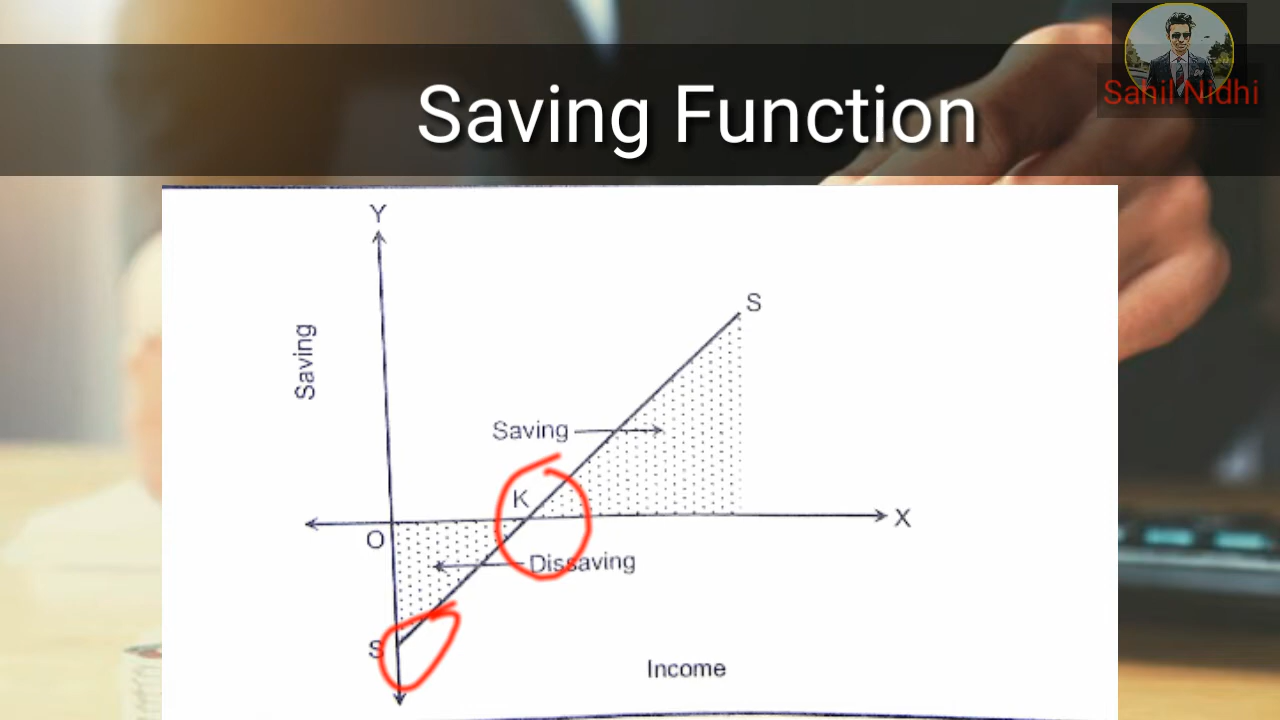 Sahil Nidhi
Saving Function
Y
Saving
S
Saving
K
X
O
Dissaving
S
Income